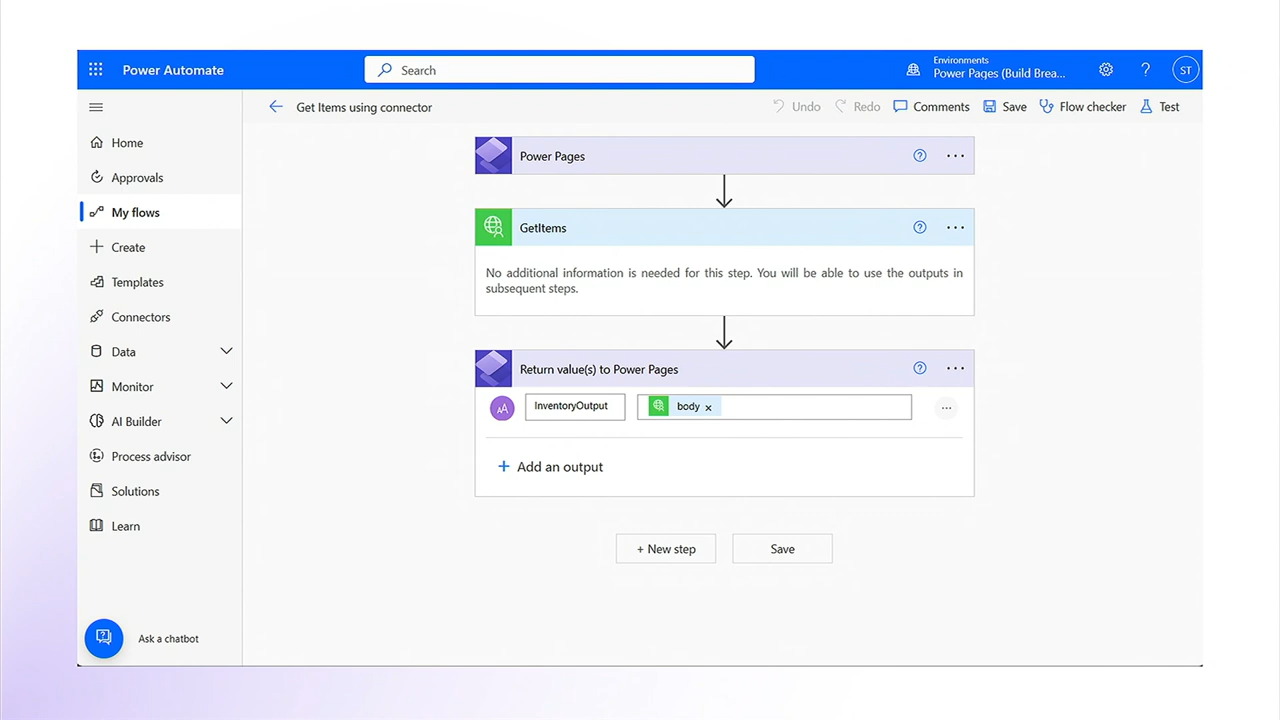 Power Automate
Search
Environments
Power Pages (Build Brea...
?
ST
Get Items using connector
Undo
Redo
Comments
Save
Flow checker
Test
Home
Approvals
My flows
Create
Templates
Connectors
Data
Monitor
AI Builder
Process advisor
Solutions
Learn
Ask a chatbot
Power Pages
?
...
GetItems
?
...
No additional information is needed for this step. You will be able to use the outputs in
subsequent steps.
Return value(s) to Power Pages
?
...
AA
InventoryOutput
body x
...
+ Add an output
+ New step
Save